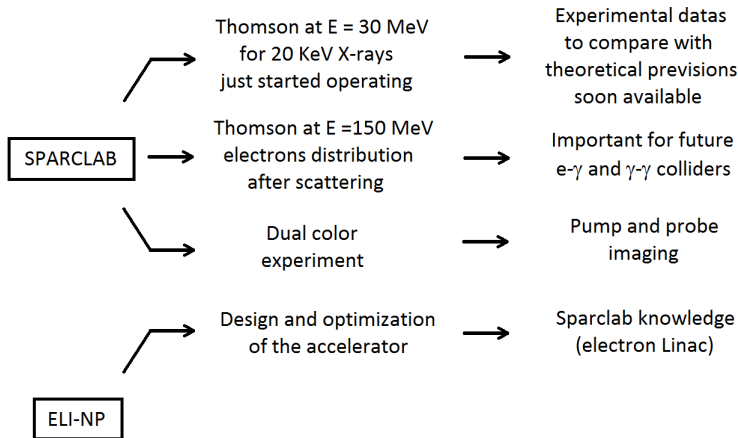 Thomson at E = 30 MeV
for 20 KeV X-rays
just started operating
Experimental datas
to compare with
theoretical previsions
soon available
SPARCLAB
Thomson at E =150 MeV
electrons distribution
after scattering
Important for future
e-γ and γ-γ colliders
Dual color
experiment
Pump and probe
imaging
Design and optimization
of the accelerator
Sparclab knowledge
(electron Linac)
ELI-NP